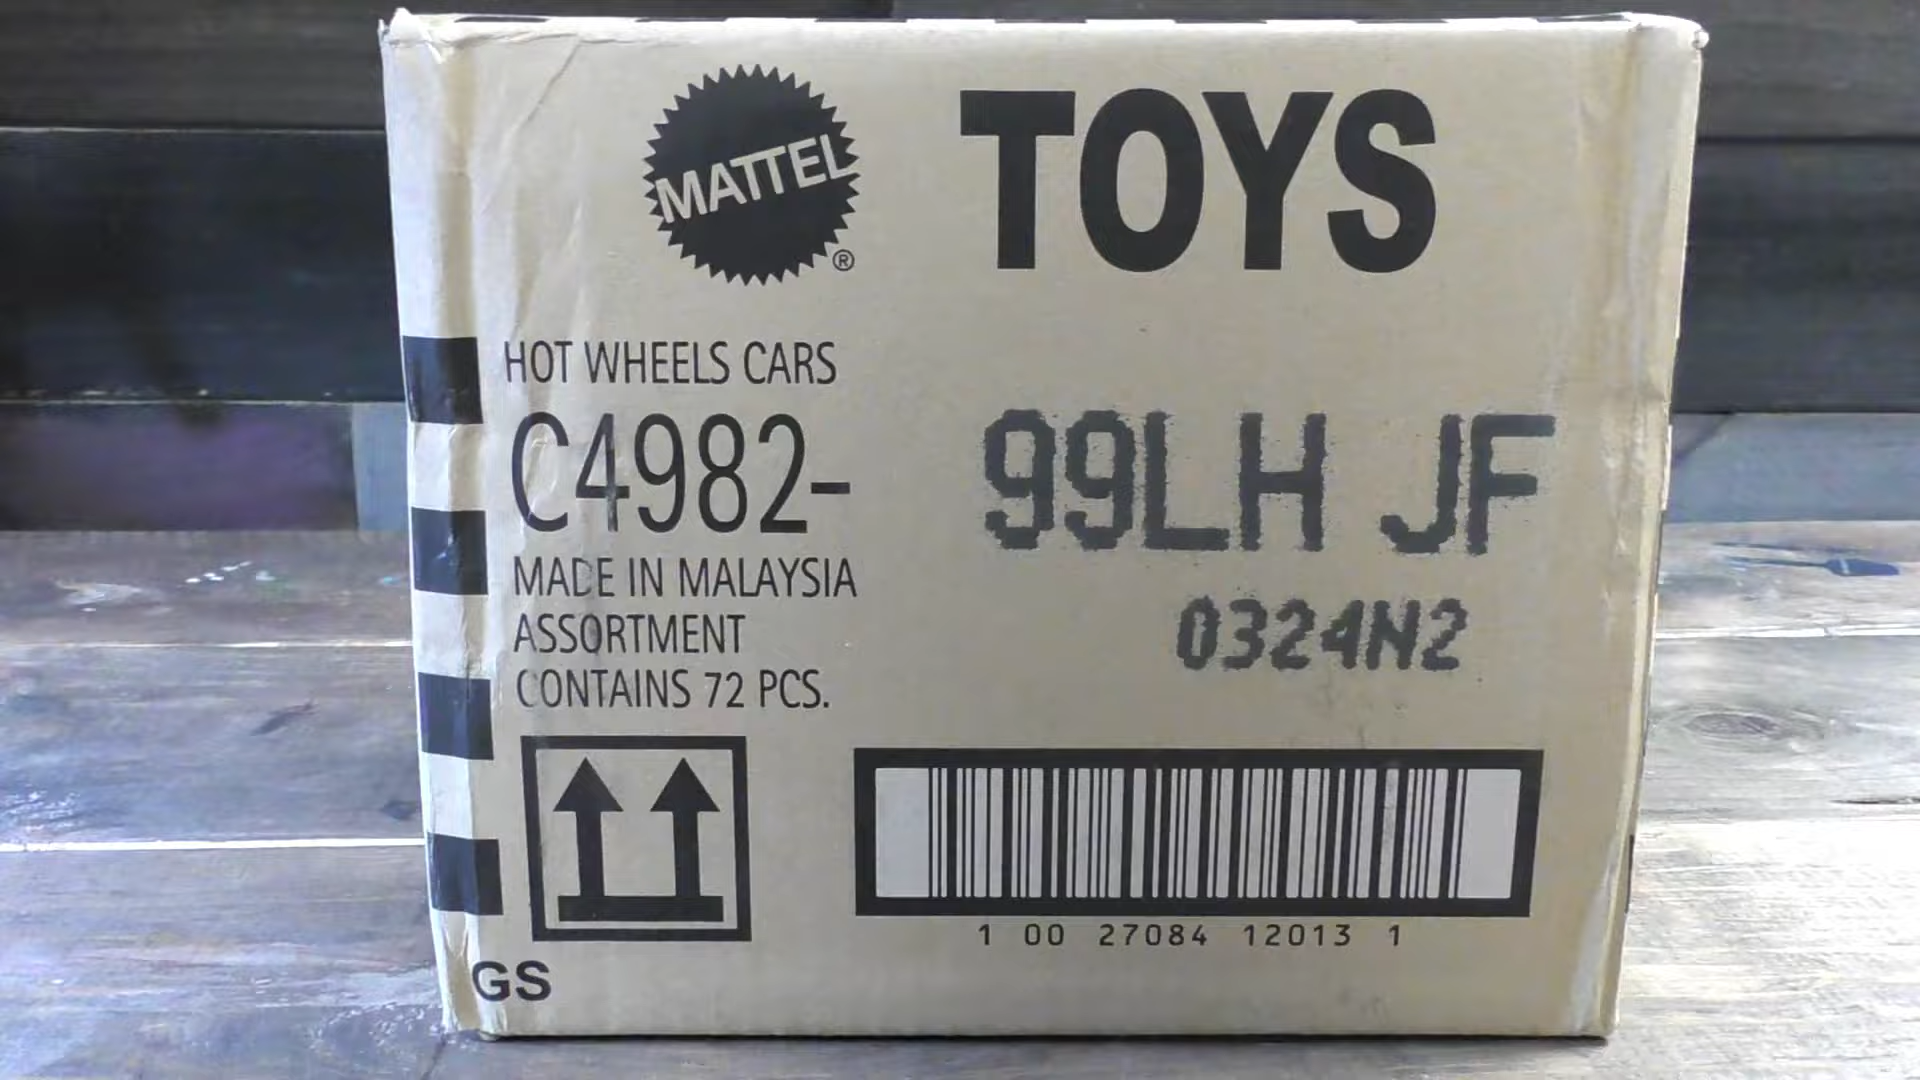 MATTEL ® TOYS
HOT WHEELS CARS
C4982- 99LH JF
MADE IN MALAYSIA
0324N2
ASSORTMENT
CONTAINS 72 PCS.
1 00 27084 12013 1
GS